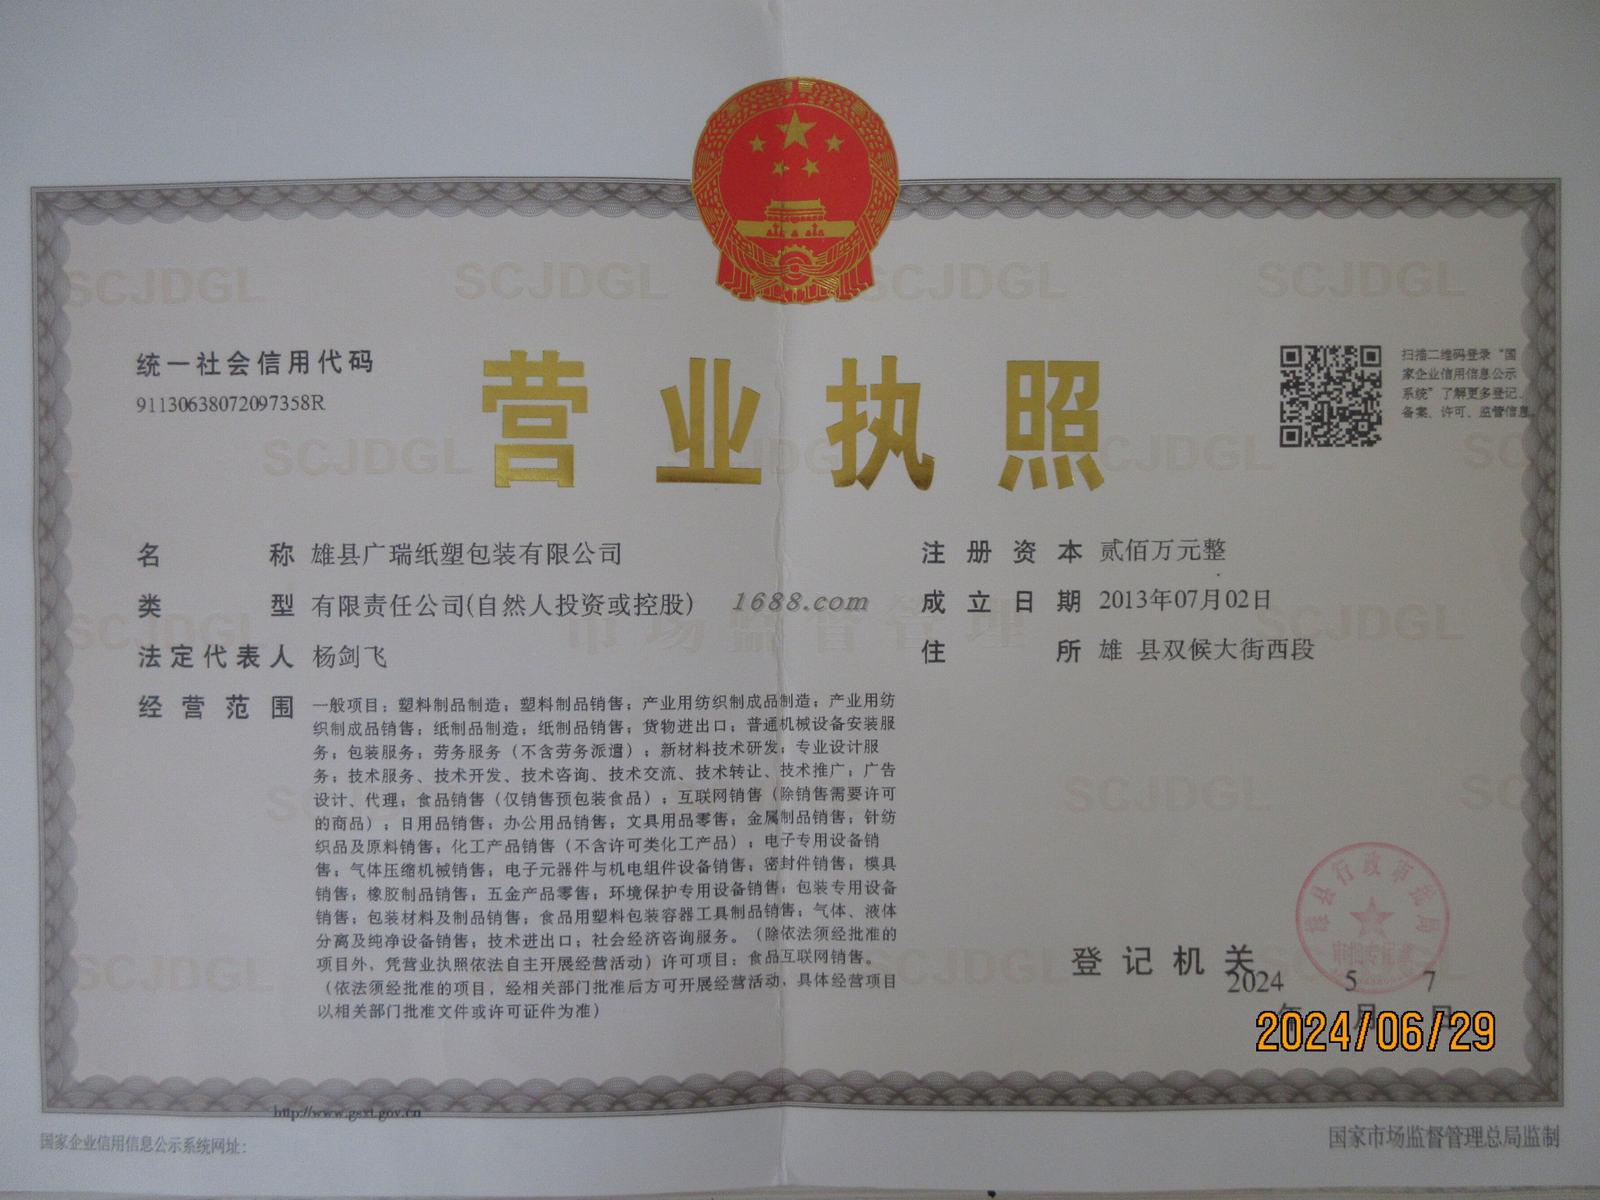 统一社会信用代码
91130638072097358R
营业执照
扫描二维码登录“国
家企业信用信息公示
系统”了解更多登记、
备案、许可、监管信息。
名称 雄县广瑞纸塑包装有限公司
类型 有限责任公司(自然人投资或控股)
法定代表人 杨剑飞
经营范围 一般项目：塑料制品制造；塑料制品销售；产业用纺织制成品制造；产业用纺
织制成品销售；纸制品制造；纸制品销售；货物进出口；普通机械设备安装服
务；包装服务；劳务服务（不含劳务派遣）；新材料技术研发；专业设计服
务；技术服务、技术开发、技术咨询、技术交流、技术转让、技术推广；广告
设计、代理；食品销售（仅销售预包装食品）；互联网销售（除销售需要许可
的商品）；日用品销售；办公用品销售；文具用品零售；金属制品销售；针纺
织品及原料销售；化工产品销售（不含许可类化工产品）；电子专用设备销
售；气体压缩机械销售；电子元器件与机电组件设备销售；密封件销售；模具
销售；橡胶制品销售；五金产品零售；环境保护专用设备销售；包装专用设备
销售；包装材料及制品销售；食品用塑料包装容器工具制品销售；气体、液体
分离及纯净设备销售；技术进出口；社会经济咨询服务。（除依法须经批准的
项目外，凭营业执照依法自主开展经营活动）许可项目：食品互联网销售。
（依法须经批准的项目，经相关部门批准后方可开展经营活动，具体经营项目
以相关部门批准文件或许可证件为准）
1688.com
注册资本 贰佰万元整
成立日期 2013年07月02日
住所 雄 县双候大街西段
登记机关
2024 5 7
年 月 日
2024/06/29
http://www.gsxt.gov.cn
国家企业信用信息公示系统网址：
国家市场监督管理总局监制
SCJDGL
市场监督管理